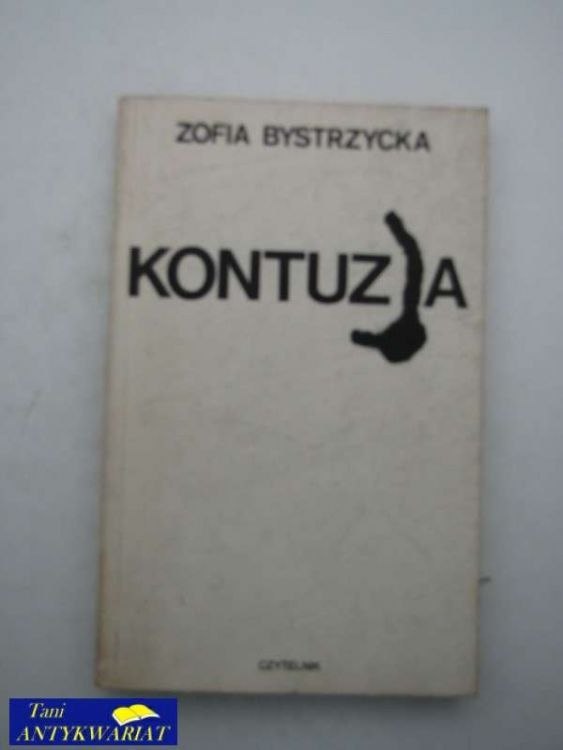 ZOFIA BYSTRZYCKA
KONTUZJA
CZYTELNIK
Tani
ANTYKWARIAT